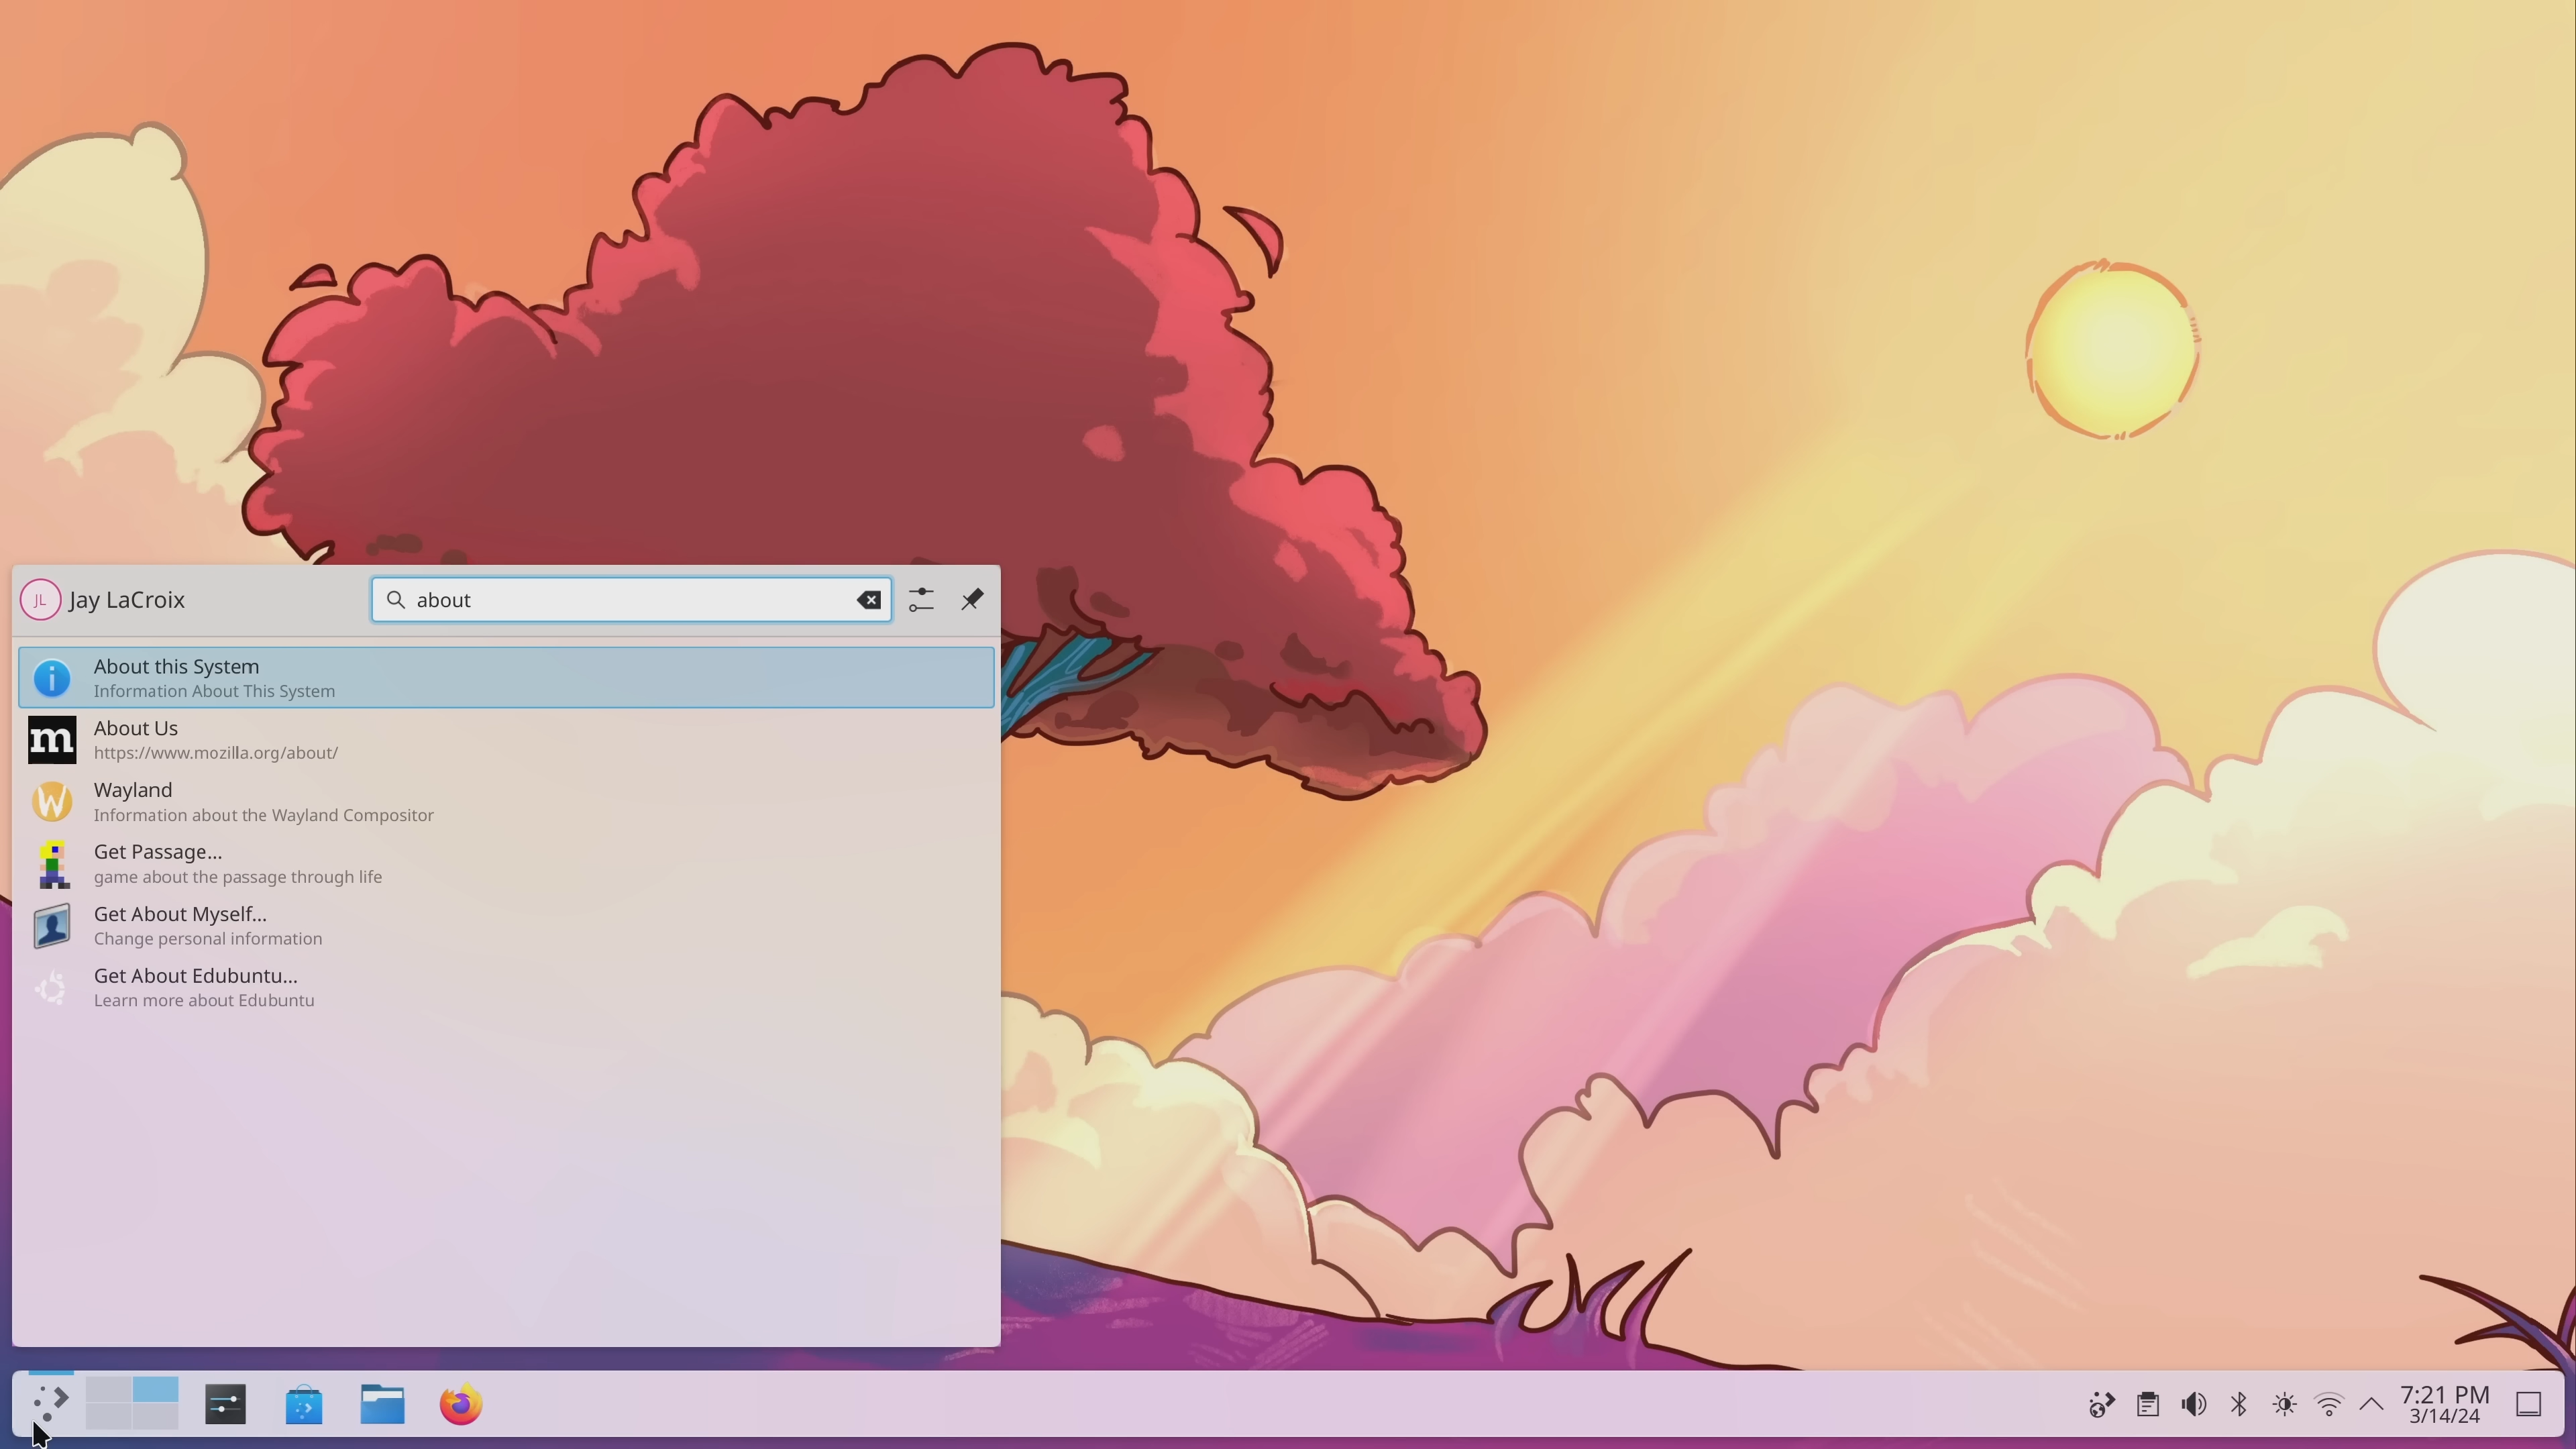 JL
Jay LaCroix
about
About this System
Information About This System
m
About Us
https://www.mozilla.org/about/
W
Wayland
Information about the Wayland Compositor
Get Passage...
game about the passage through life
Get About Myself...
Change personal information
Get About Edubuntu...
Learn more about Edubuntu
7:21 PM
3/14/24